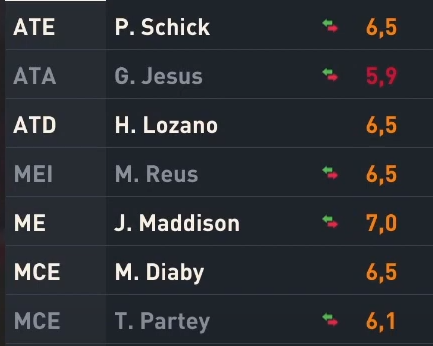 ATE P. Schick 6,5
ATA G. Jesus 5,9
ATD H. Lozano 6,5
MEI M. Reus 6,5
ME J. Maddison 7,0
MCE M. Diaby 6,5
MCE T. Partey 6,1